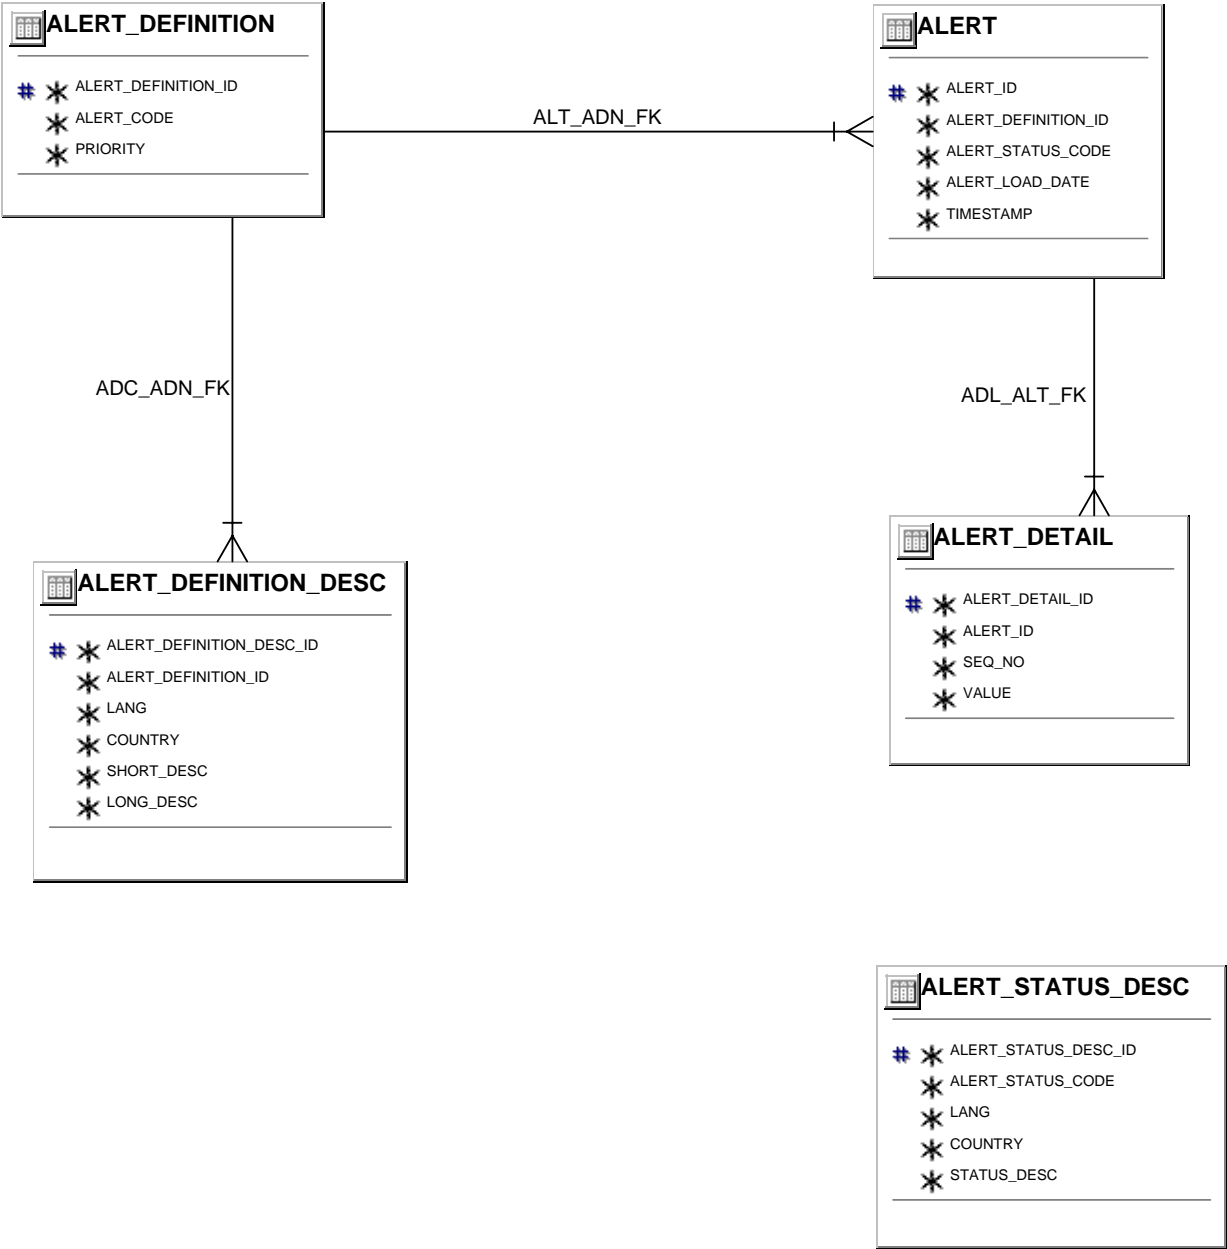 ALERT_DEFINITION
# * ALERT_DEFINITION_ID
* ALERT_CODE
* PRIORITY
ALT_ADN_FK
ALERT
# * ALERT_ID
* ALERT_DEFINITION_ID
* ALERT_STATUS_CODE
* ALERT_LOAD_DATE
* TIMESTAMP
ADC_ADN_FK
ADL_ALT_FK
ALERT_DEFINITION_DESC
# * ALERT_DEFINITION_DESC_ID
* ALERT_DEFINITION_ID
* LANG
* COUNTRY
* SHORT_DESC
* LONG_DESC
ALERT_DETAIL
# * ALERT_DETAIL_ID
* ALERT_ID
* SEQ_NO
* VALUE
ALERT_STATUS_DESC
# * ALERT_STATUS_DESC_ID
* ALERT_STATUS_CODE
* LANG
* COUNTRY
* STATUS_DESC